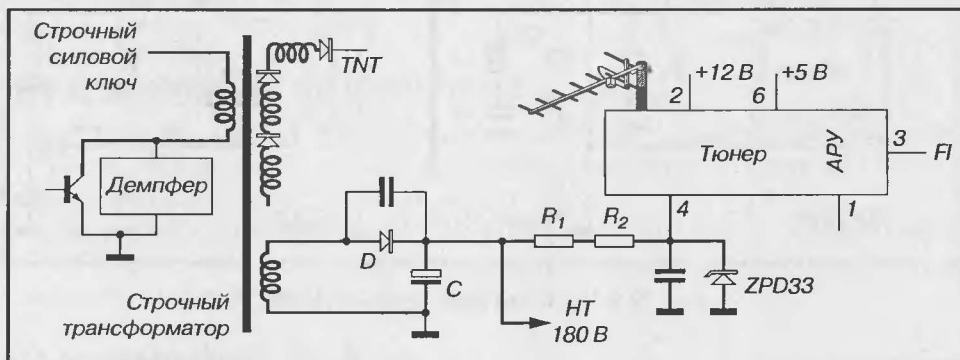 Строчный
силовой
ключ
TNT
Демпфер
D
C
Строчный
трансформатор
HT
180 В
R1
R2
2
+12 В
6
+5 В
Тюнер
АРУ
3
FI
4
1
ZPD33